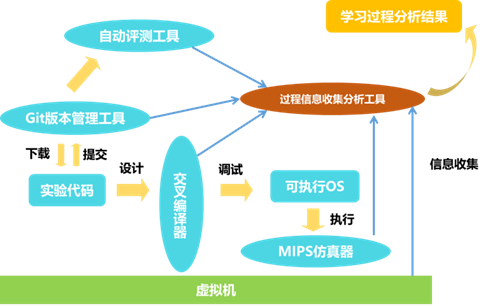 学习过程分析结果
自动评测工具
过程信息收集分析工具
Git版本管理工具
下载
提交
设计
调试
信息收集
实验代码
交叉编译器
可执行OS
执行
MIPS仿真器
虚拟机